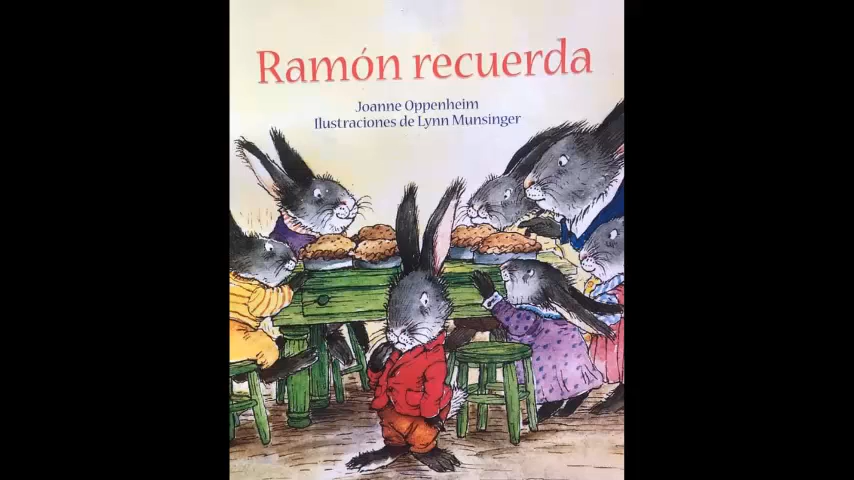 Ramón recuerda
Joanne Oppenheim
Ilustraciones de Lynn Munsinger